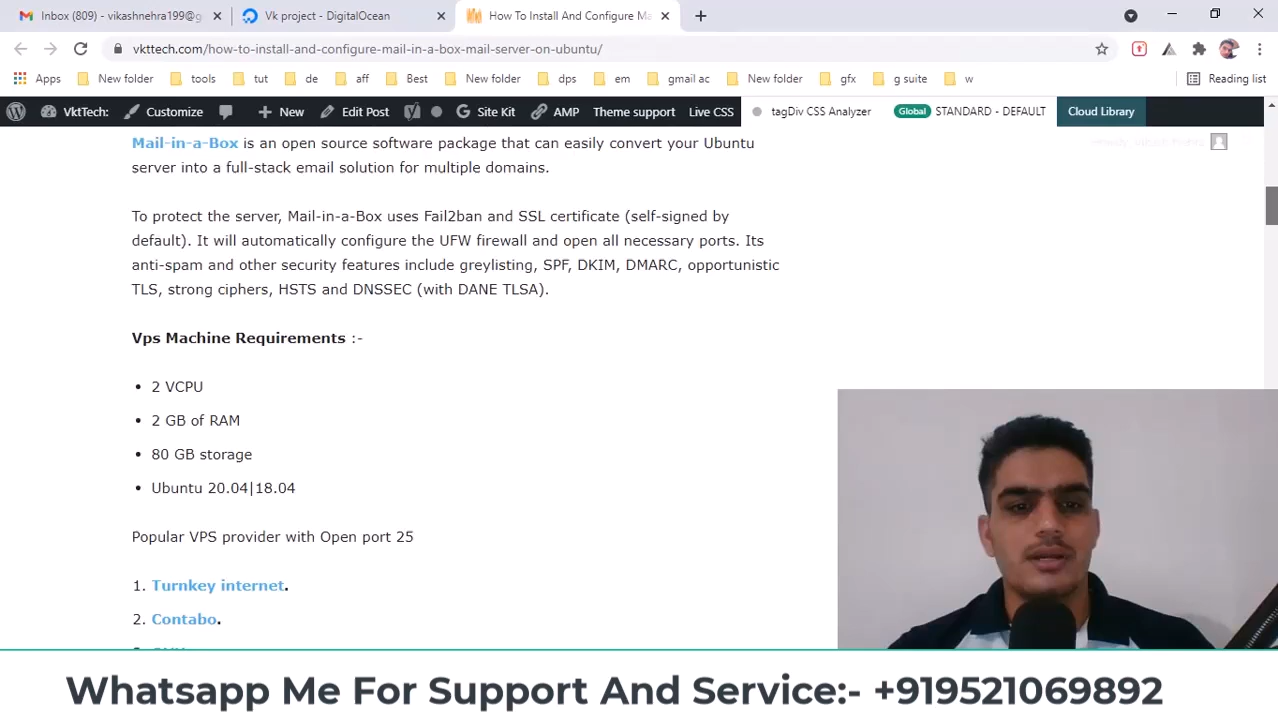 Inbox (809) - vikashnehra199@g
Vk project - DigitalOcean
How To Install And Configure Ma
vkttech.com/how-to-install-and-configure-mail-in-a-box-mail-server-on-ubuntu/
Apps New folder tools tut de aff Best New folder dps em gmail ac New folder gfx g suite w Reading list
VktTech: Customize New Edit Post Site Kit AMP Theme support Live CSS tagDiv CSS Analyzer Global STANDARD - DEFAULT Cloud Library
Mail-in-a-Box is an open source software package that can easily convert your Ubuntu
server into a full-stack email solution for multiple domains.
To protect the server, Mail-in-a-Box uses Fail2ban and SSL certificate (self-signed by
default). It will automatically configure the UFW firewall and open all necessary ports. Its
anti-spam and other security features include greylisting, SPF, DKIM, DMARC, opportunistic
TLS, strong ciphers, HSTS and DNSSEC (with DANE TLSA).
Vps Machine Requirements :-
• 2 VCPU
• 2 GB of RAM
• 80 GB storage
• Ubuntu 20.04|18.04
Popular VPS provider with Open port 25
1. Turnkey internet.
2. Contabo.
Whatsapp Me For Support And Service:- +919521069892